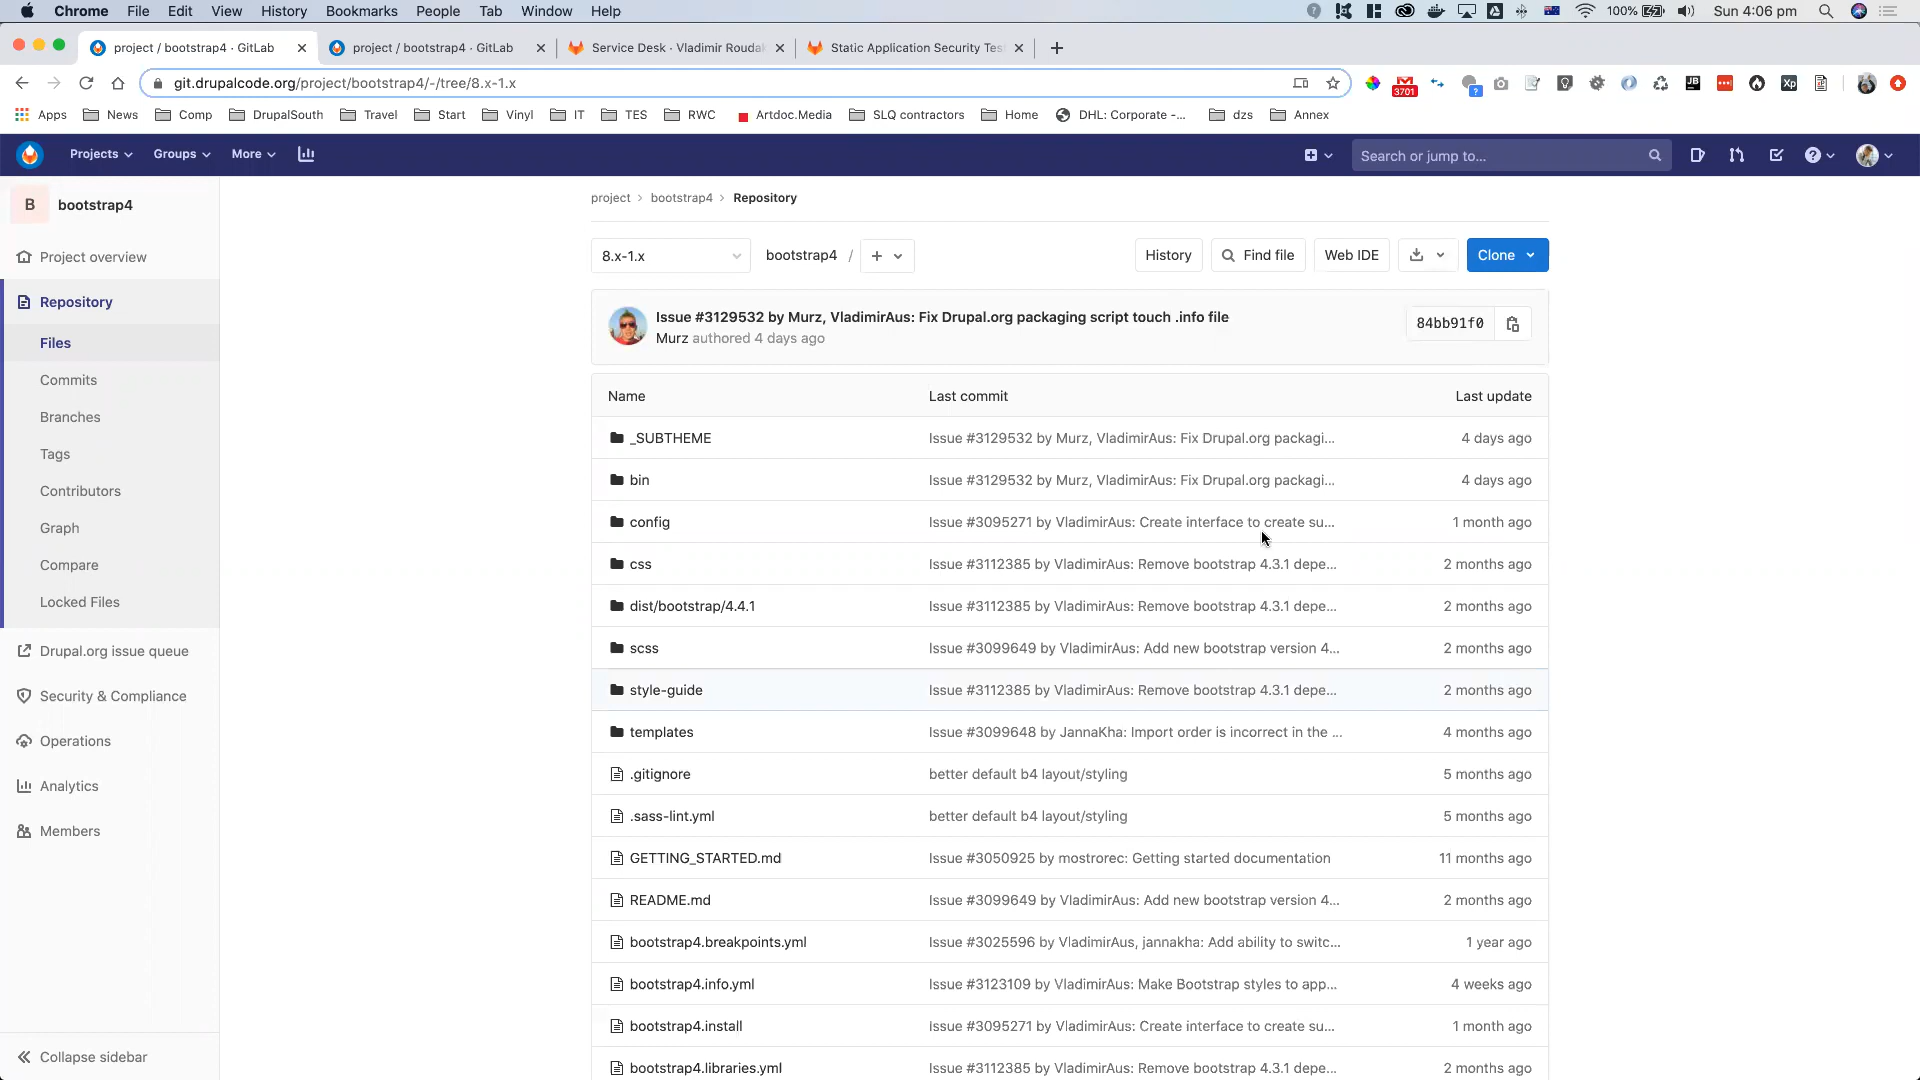 Chrome File Edit View History Bookmarks People Tab Window Help 100% Sun 4:06 pm
project / bootstrap4 · GitLab project / bootstrap4 · GitLab Service Desk · Vladimir Rouda Static Application Security Tes
git.drupalcode.org/project/bootstrap4/-/tree/8.x-1.x 3701 ? JB Xp
Apps News Comp DrupalSouth Travel Start Vinyl IT TES RWC Artdoc.Media SLQ contractors Home DHL: Corporate -... dzs Annex
Projects Groups More Search or jump to...
B bootstrap4
project > bootstrap4 > Repository
Project overview
8.x-1.x bootstrap4 / + History Find file Web IDE Clone
Repository
Files
Commits
Branches
Tags
Contributors
Graph
Compare
Locked Files
Drupal.org issue queue
Security & Compliance
Operations
Analytics
Members
Collapse sidebar
Issue #3129532 by Murz, VladimirAus: Fix Drupal.org packaging script touch .info file
Murz authored 4 days ago
84bb91f0
Name Last commit Last update
_SUBTHEME Issue #3129532 by Murz, VladimirAus: Fix Drupal.org packagi... 4 days ago
bin Issue #3129532 by Murz, VladimirAus: Fix Drupal.org packagi... 4 days ago
config Issue #3095271 by VladimirAus: Create interface to create su... 1 month ago
css Issue #3112385 by VladimirAus: Remove bootstrap 4.3.1 depe... 2 months ago
dist/bootstrap/4.4.1 Issue #3112385 by VladimirAus: Remove bootstrap 4.3.1 depe... 2 months ago
scss Issue #3099649 by VladimirAus: Add new bootstrap version 4... 2 months ago
style-guide Issue #3112385 by VladimirAus: Remove bootstrap 4.3.1 depe... 2 months ago
templates Issue #3099648 by JannaKha: Import order is incorrect in the ... 4 months ago
.gitignore better default b4 layout/styling 5 months ago
.sass-lint.yml better default b4 layout/styling 5 months ago
GETTING_STARTED.md Issue #3050925 by mostrorec: Getting started documentation 11 months ago
README.md Issue #3099649 by VladimirAus: Add new bootstrap version 4... 2 months ago
bootstrap4.breakpoints.yml Issue #3025596 by VladimirAus, jannakha: Add ability to switc... 1 year ago
bootstrap4.info.yml Issue #3123109 by VladimirAus: Make Bootstrap styles to app... 4 weeks ago
bootstrap4.install Issue #3095271 by VladimirAus: Create interface to create su... 1 month ago
bootstrap4.libraries.yml Issue #3112385 by VladimirAus: Remove bootstrap 4.3.1 depe... 2 months ago